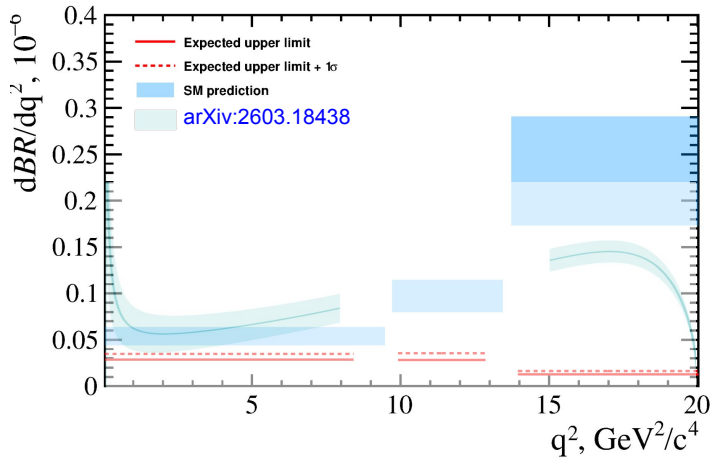 0.4
0.35
0.3
0.25
0.2
0.15
0.1
0.05
0
dBR/dq², 10⁻⁶
Expected upper limit
Expected upper limit + 1σ
SM prediction
arXiv:2603.18438
5
10
15
20
q², GeV²/c⁴